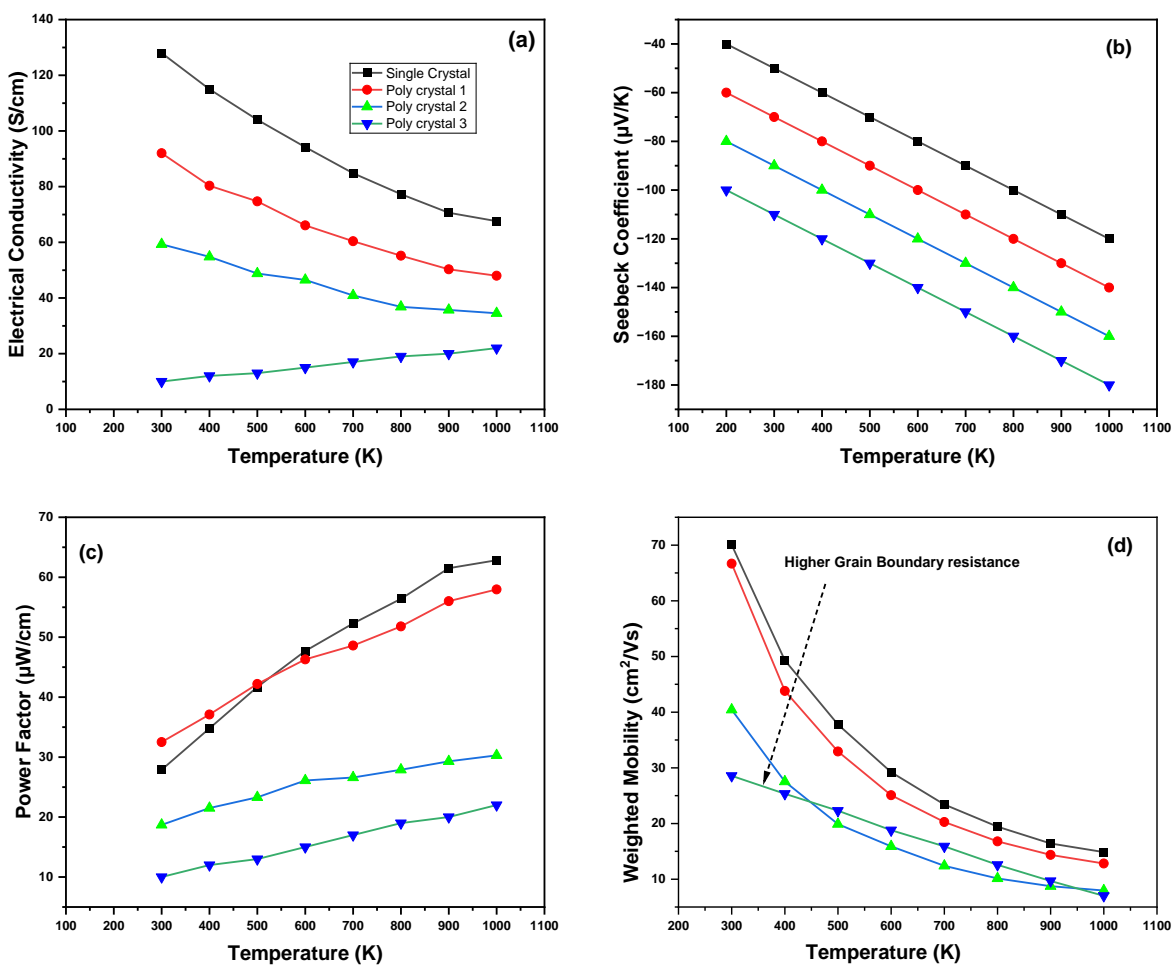 (a)
Electrical Conductivity (S/cm)
140
120
100
80
60
40
20
0
Single Crystal
Poly crystal 1
Poly crystal 2
Poly crystal 3
100 200 300 400 500 600 700 800 900 1000 1100
Temperature (K)
(b)
Seebeck Coefficient (µV/K)
−40
−60
−80
−100
−120
−140
−160
−180
100 200 300 400 500 600 700 800 900 1000 1100
Temperature (K)
(c)
Power Factor (µW/cm)
70
60
50
40
30
20
10
100 200 300 400 500 600 700 800 900 1000 1100
Temperature (K)
(d)
Higher Grain Boundary resistance
Weighted Mobility (cm²/Vs)
70
60
50
40
30
20
10
200 300 400 500 600 700 800 900 1000 1100
Temperature (K)